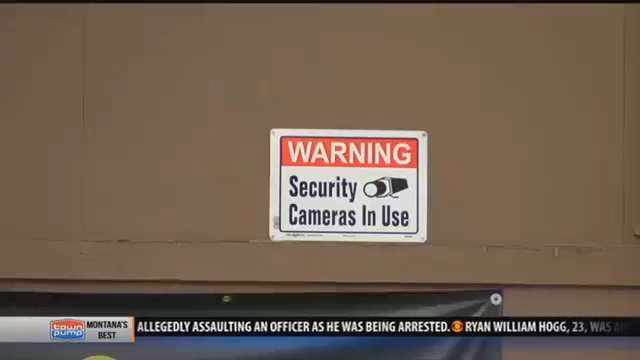 WARNING
Security
Cameras In Use
town pump
MONTANA'S
BEST
ALLEGEDLY ASSAULTING AN OFFICER AS HE WAS BEING ARRESTED. RYAN WILLIAM HOGG, 23, WAS